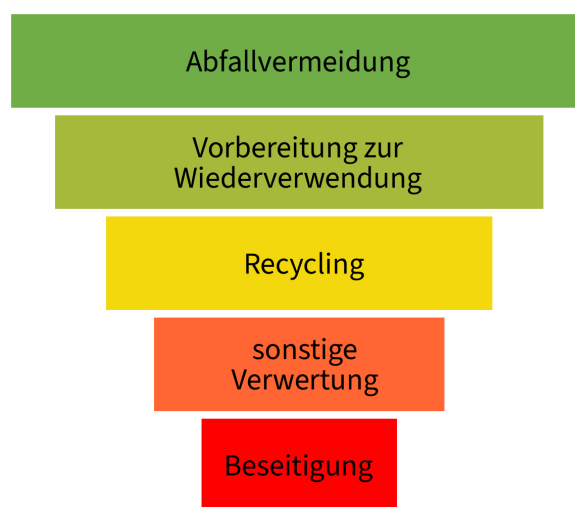 Abfallvermeidung
Vorbereitung zur
Wiederverwendung
Recycling
sonstige
Verwertung
Beseitigung